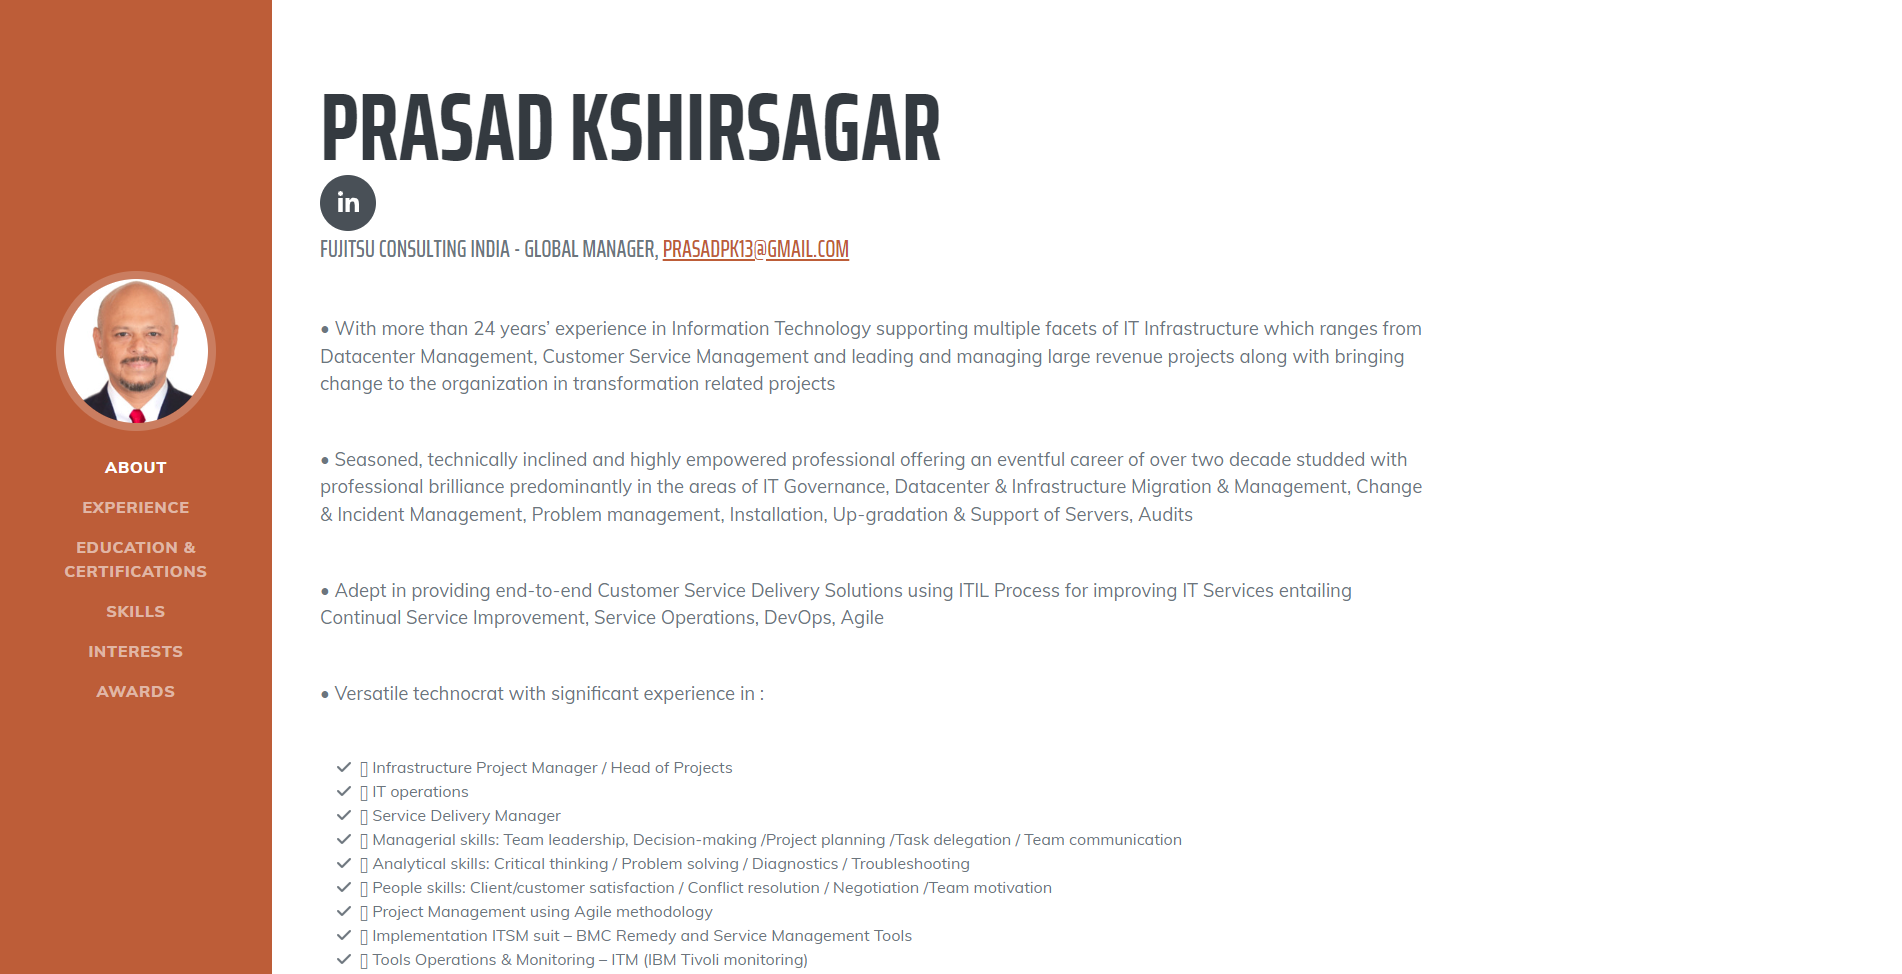 PRASAD KSHIRSAGAR
in
FUJITSU CONSULTING INDIA - GLOBAL MANAGER, PRASADPK13@GMAIL.COM
• With more than 24 years’ experience in Information Technology supporting multiple facets of IT Infrastructure which ranges from
Datacenter Management, Customer Service Management and leading and managing large revenue projects along with bringing
change to the organization in transformation related projects
• Seasoned, technically inclined and highly empowered professional offering an eventful career of over two decade studded with
professional brilliance predominantly in the areas of IT Governance, Datacenter & Infrastructure Migration & Management, Change
& Incident Management, Problem management, Installation, Up-gradation & Support of Servers, Audits
• Adept in providing end-to-end Customer Service Delivery Solutions using ITIL Process for improving IT Services entailing
Continual Service Improvement, Service Operations, DevOps, Agile
• Versatile technocrat with significant experience in :
Infrastructure Project Manager / Head of Projects
IT operations
Service Delivery Manager
Managerial skills: Team leadership, Decision-making /Project planning /Task delegation / Team communication
Analytical skills: Critical thinking / Problem solving / Diagnostics / Troubleshooting
People skills: Client/customer satisfaction / Conflict resolution / Negotiation /Team motivation
Project Management using Agile methodology
Implementation ITSM suit – BMC Remedy and Service Management Tools
Tools Operations & Monitoring – ITM (IBM Tivoli monitoring)
ABOUT
EXPERIENCE
EDUCATION &
CERTIFICATIONS
SKILLS
INTERESTS
AWARDS